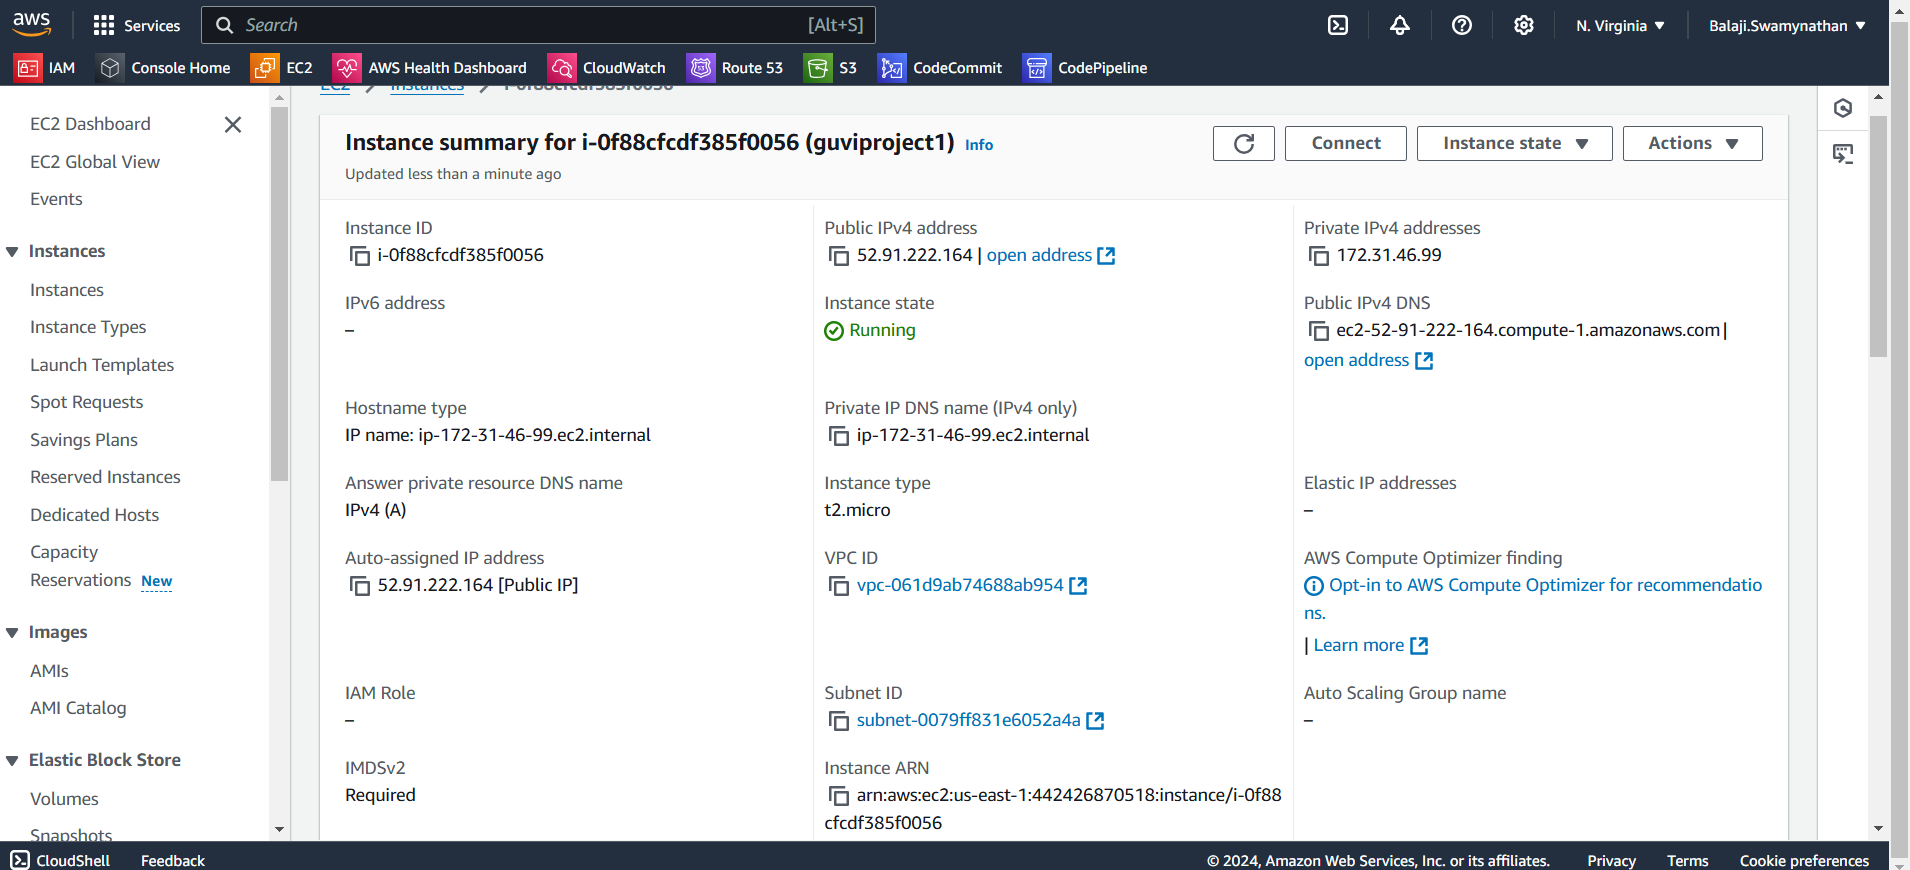 aws
Services
Search
[Alt+S]
N. Virginia
Balaji.Swamynathan
IAM
Console Home
EC2
AWS Health Dashboard
CloudWatch
Route 53
S3
CodeCommit
CodePipeline
EC2
Instances
i-0f88cfcdf385f0056
EC2 Dashboard
EC2 Global View
Events
Instances
Instances
Instance Types
Launch Templates
Spot Requests
Savings Plans
Reserved Instances
Dedicated Hosts
Capacity
Reservations New
Images
AMIs
AMI Catalog
Elastic Block Store
Volumes
Snapshots
Instance summary for i-0f88cfcdf385f0056 (guviproject1) Info
Updated less than a minute ago
Connect
Instance state
Actions
Instance ID
i-0f88cfcdf385f0056
Public IPv4 address
52.91.222.164 | open address
Private IPv4 addresses
172.31.46.99
IPv6 address
–
Instance state
Running
Public IPv4 DNS
ec2-52-91-222-164.compute-1.amazonaws.com |
open address
Hostname type
IP name: ip-172-31-46-99.ec2.internal
Private IP DNS name (IPv4 only)
ip-172-31-46-99.ec2.internal
Answer private resource DNS name
IPv4 (A)
Instance type
t2.micro
Elastic IP addresses
–
Auto-assigned IP address
52.91.222.164 [Public IP]
VPC ID
vpc-061d9ab74688ab954
AWS Compute Optimizer finding
Opt-in to AWS Compute Optimizer for recommendatio
ns.
| Learn more
IAM Role
–
Subnet ID
subnet-0079ff831e6052a4a
Auto Scaling Group name
–
IMDSv2
Required
Instance ARN
arn:aws:ec2:us-east-1:442426870518:instance/i-0f88
cfcdf385f0056
CloudShell
Feedback
© 2024, Amazon Web Services, Inc. or its affiliates.
Privacy
Terms
Cookie preferences